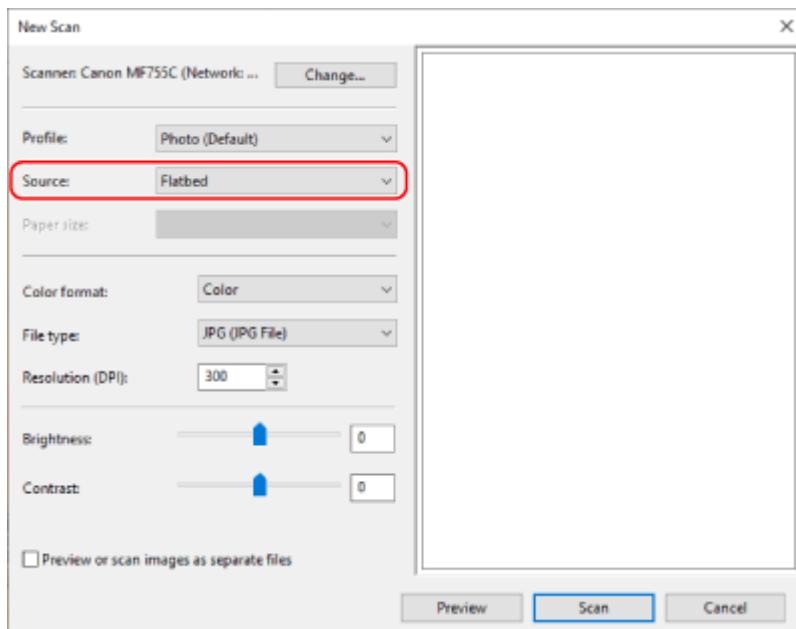 New Scan
Scanner: Canon MF755C (Network: ...
Change...
Profile:
Photo (Default)
Source:
Flatbed
Paper size:
Color format:
Color
File type:
JPG (JPG File)
Resolution (DPI):
300
Brightness:
0
Contrast:
0
Preview or scan images as separate files
Preview
Scan
Cancel